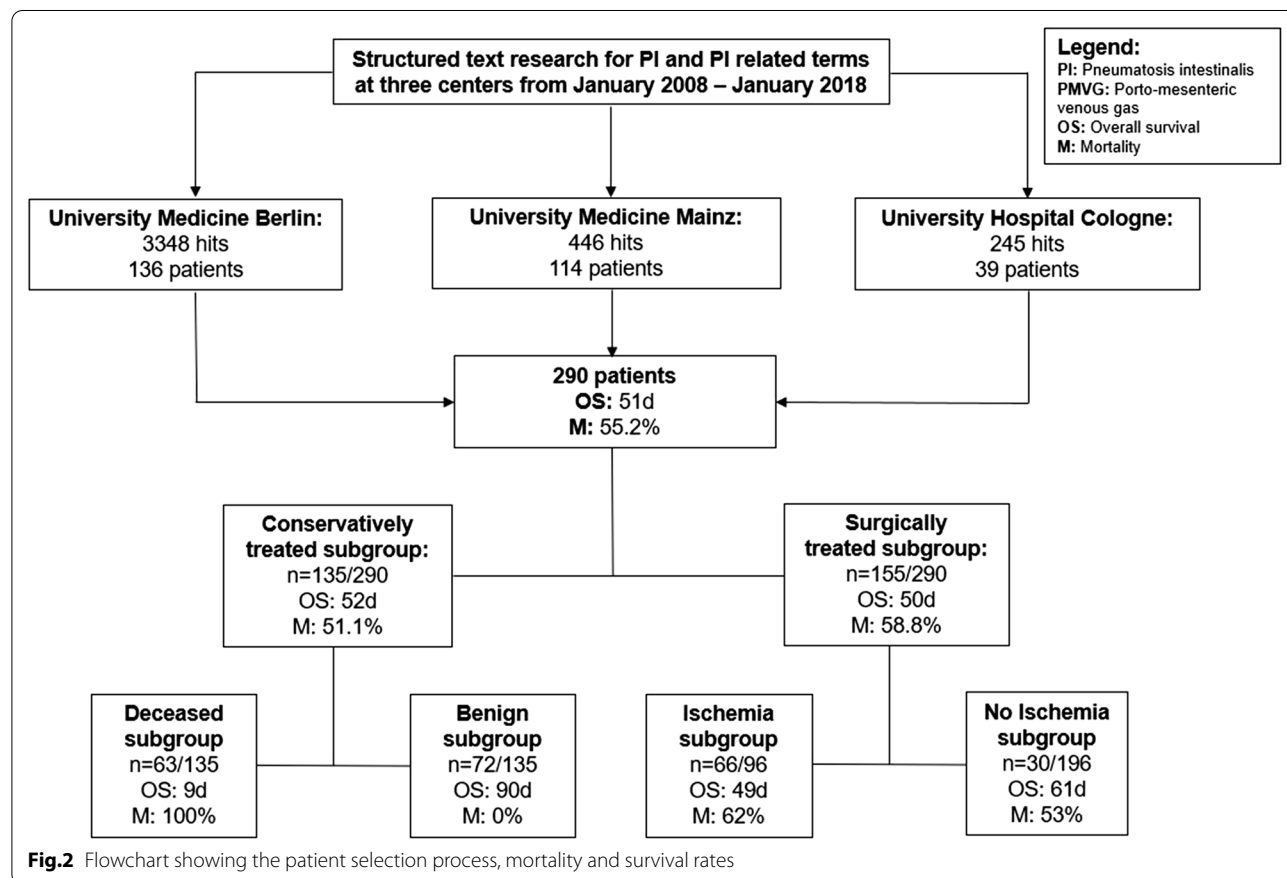 Structured text research for PI and PI related terms
at three centers from January 2008 – January 2018
Legend:
PI: Pneumatosis intestinalis
PMVG: Porto-mesenteric
venous gas
OS: Overall survival
M: Mortality
University Medicine Berlin:
3348 hits
136 patients
University Medicine Mainz:
446 hits
114 patients
University Hospital Cologne:
245 hits
39 patients
290 patients
OS: 51d
M: 55.2%
Conservatively
treated subgroup:
n=135/290
OS: 52d
M: 51.1%
Surgically
treated subgroup:
n=155/290
OS: 50d
M: 58.8%
Deceased
subgroup
n=63/135
OS: 9d
M: 100%
Benign
subgroup
n=72/135
OS: 90d
M: 0%
Ischemia
subgroup
n=66/96
OS: 49d
M: 62%
No Ischemia
subgroup
n=30/196
OS: 61d
M: 53%
Fig.2 Flowchart showing the patient selection process, mortality and survival rates